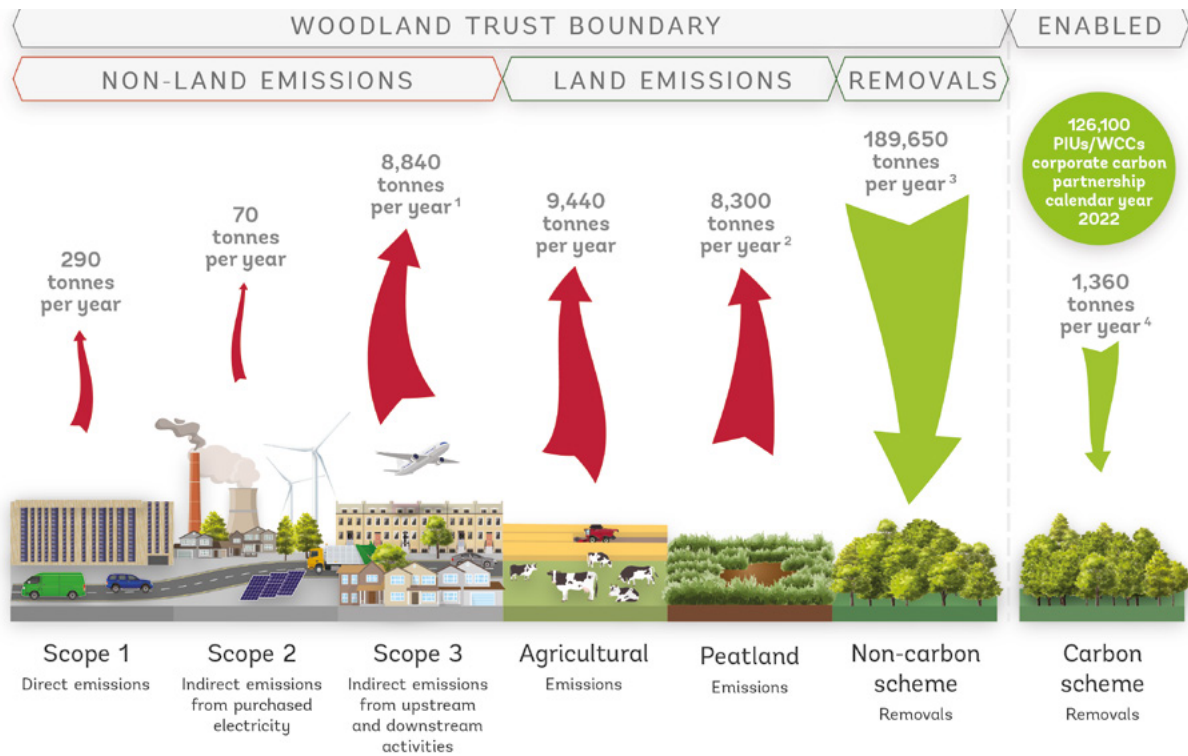 WOODLAND TRUST BOUNDARY
ENABLED
NON-LAND EMISSIONS
LAND EMISSIONS
REMOVALS
290
tonnes
per year
70
tonnes
per year
8,840
tonnes
per year 1
9,440
tonnes
per year
8,300
tonnes
per year 2
189,650
tonnes
per year 3
126,100
PIUs/WCCs
corporate carbon
partnership
calendar year
2022
1,360
tonnes
per year 4
Scope 1
Direct emissions
Scope 2
Indirect emissions
from purchased
electricity
Scope 3
Indirect emissions
from upstream
and downstream
activities
Agricultural
Emissions
Peatland
Emissions
Non-carbon
scheme
Removals
Carbon
scheme
Removals